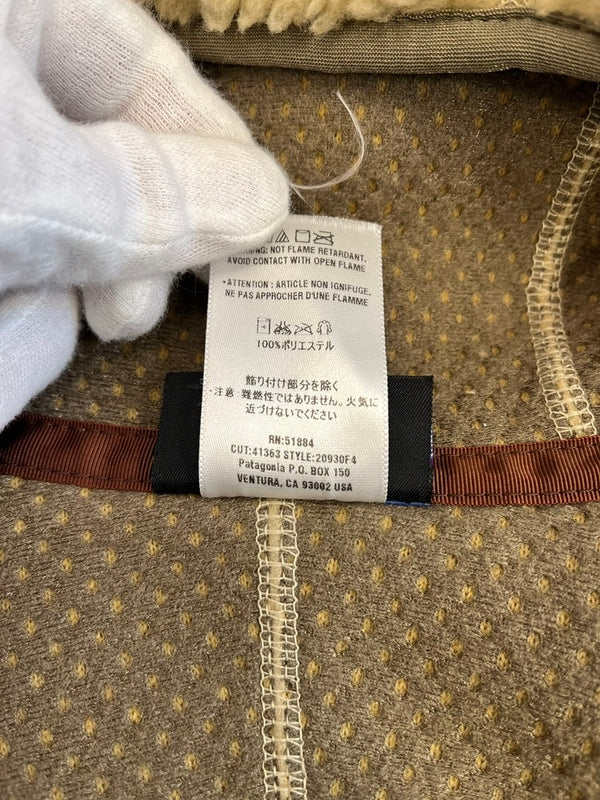 NOT FLAME RETARDANT.
AVOID CONTACT WITH OPEN FLAME
*ATTENTION : ARTICLE NON IGNIFUGE.
NE PAS APPROCHER D'UNE FLAMME
100%ポリエステル
飾り付け部分を除く
・注意・難燃性ではありません。火気に
近づけないでください
RN:51884
CUT:41363 STYLE:20930F4
Patagonia P.O. BOX 150
VENTURA, CA 93002 USA